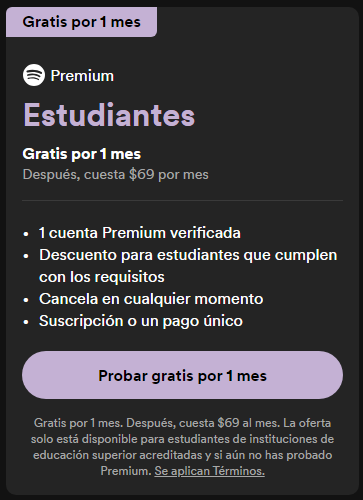 Gratis por 1 mes
Premium
Estudiantes
Gratis por 1 mes
Después, cuesta $69 por mes
• 1 cuenta Premium verificada
• Descuento para estudiantes que cumplen
con los requisitos
• Cancela en cualquier momento
• Suscripción o un pago único
Probar gratis por 1 mes
Gratis por 1 mes. Después, cuesta $69 al mes. La oferta
solo está disponible para estudiantes de instituciones de
educación superior acreditadas y si aún no has probado
Premium. Se aplican Términos.